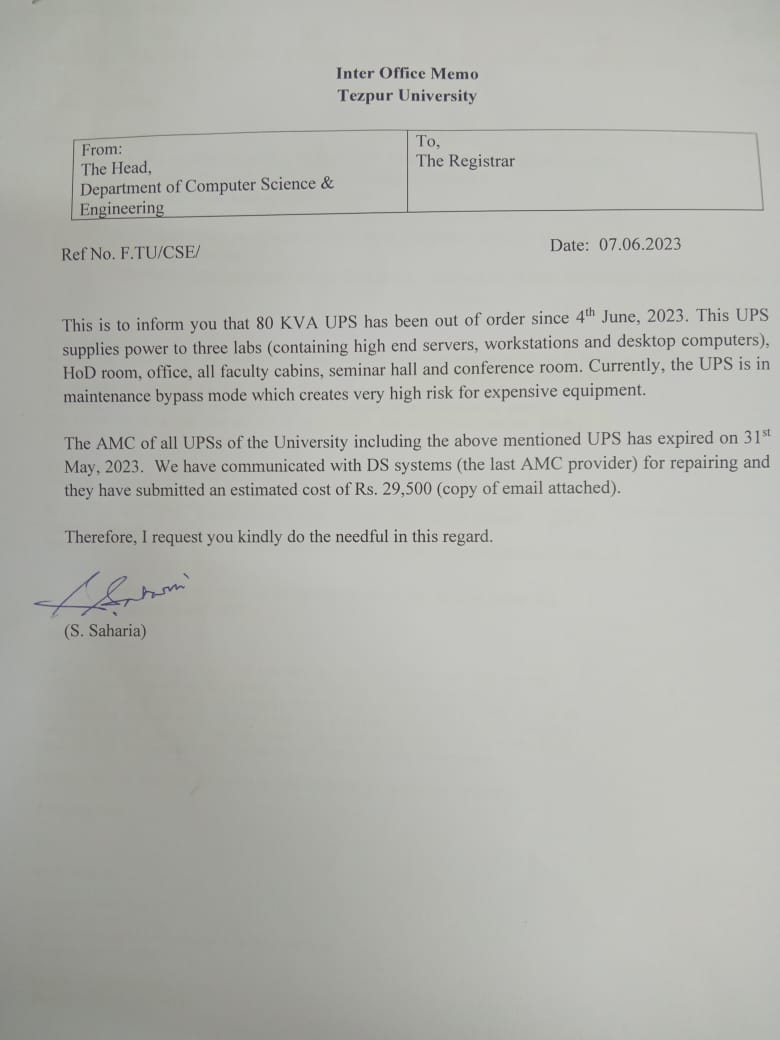 Inter Office Memo
Tezpur University
From:
The Head,
Department of Computer Science &
Engineering
To,
The Registrar
Ref No. F.TU/CSE/
Date: 07.06.2023
This is to inform you that 80 KVA UPS has been out of order since 4th June, 2023. This UPS
supplies power to three labs (containing high end servers, workstations and desktop computers),
HoD room, office, all faculty cabins, seminar hall and conference room. Currently, the UPS is in
maintenance bypass mode which creates very high risk for expensive equipment.
The AMC of all UPSs of the University including the above mentioned UPS has expired on 31st
May, 2023. We have communicated with DS systems (the last AMC provider) for repairing and
they have submitted an estimated cost of Rs. 29,500 (copy of email attached).
Therefore, I request you kindly do the needful in this regard.
(S. Saharia)